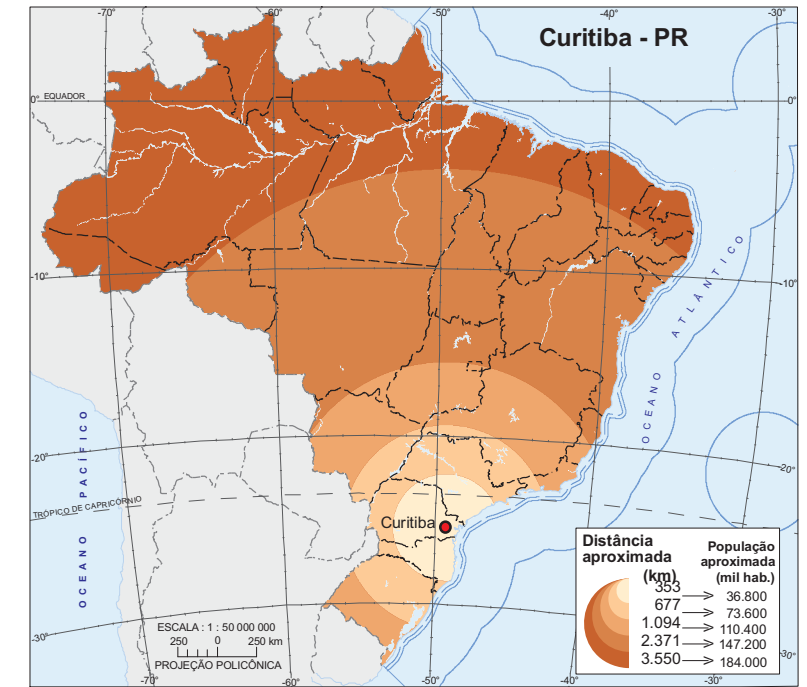 -70°
-60°
-50°
-40°
-30°
Curitiba - PR
0°
EQUADOR
0°
-10°
-10°
OCEANO ATLÂNTICO
OCEANO PACÍFICO
-20°
-20°
TRÓPICO DE CAPRICÓRNIO
Curitiba
Distância
aproximada
(km)
População
aproximada
(mil hab.)
353
36.800
677
73.600
1.094
110.400
2.371
147.200
3.550
184.000
ESCALA : 1 : 50 000 000
250 0 250 km
PROJEÇÃO POLICÔNICA
-30°
-30°
-70°
-60°
-50°
-40°